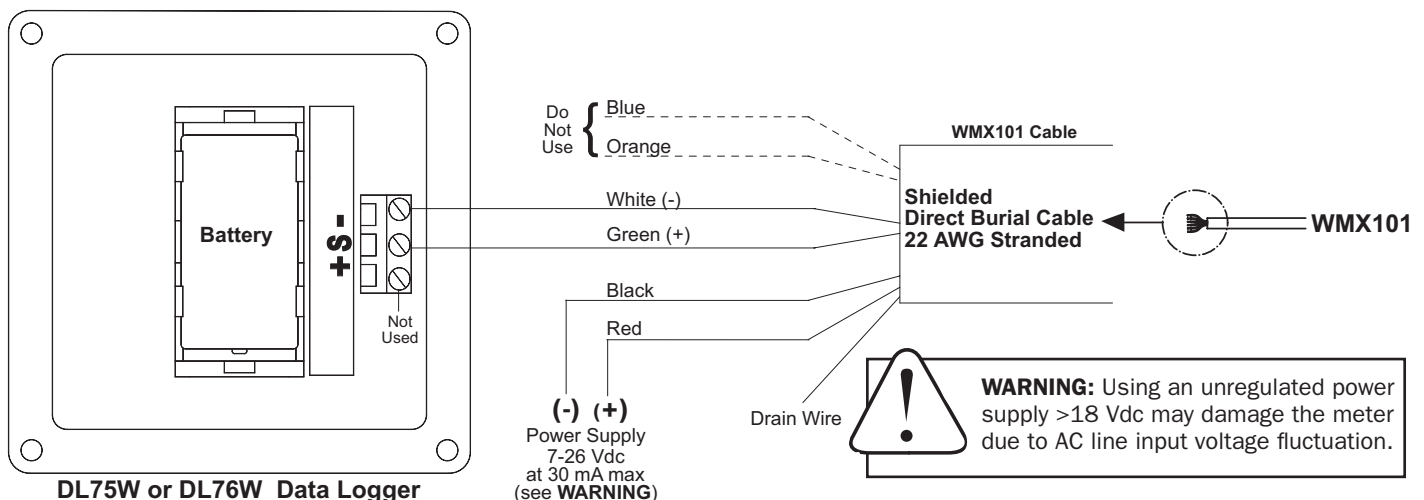 Battery
+S-
Not
Used
DL75W or DL76W Data Logger
Do
Not
Use
{
Blue
Orange
White (-)
Green (+)
Black
Red
(-) (+)
Power Supply
7-26 Vdc
at 30 mA max
(see WARNING)
Drain Wire
WMX101 Cable
Shielded
Direct Burial Cable
22 AWG Stranded
WMX101
!
WARNING: Using an unregulated power
supply >18 Vdc may damage the meter
due to AC line input voltage fluctuation.